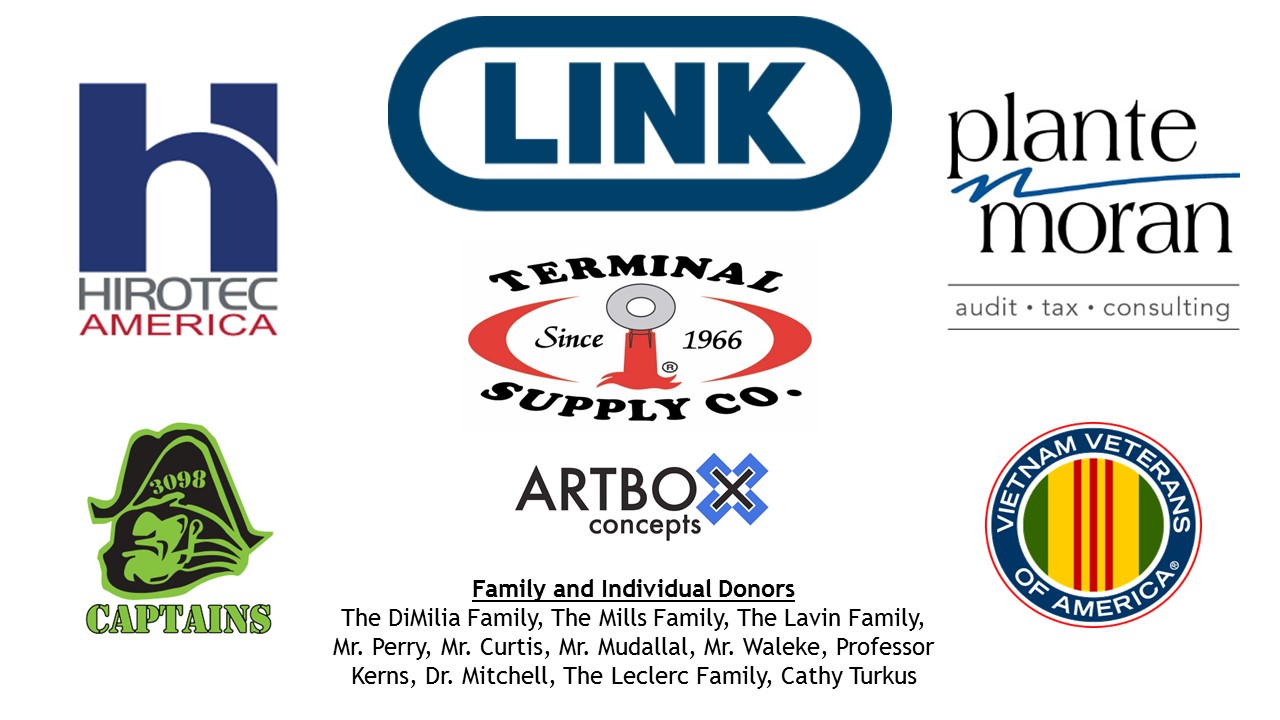 LINK
HIROTEC
AMERICA
plante
moran
audit • tax • consulting
TERMINAL
Since 1966
®
SUPPLY CO.
3098
CAPTAINS
ARTBOX
concepts
VIETNAM VETERANS
OF AMERICA®
Family and Individual Donors
The DiMilia Family, The Mills Family, The Lavin Family,
Mr. Perry, Mr. Curtis, Mr. Mudallal, Mr. Waleke, Professor
Kerns, Dr. Mitchell, The Leclerc Family, Cathy Turkus